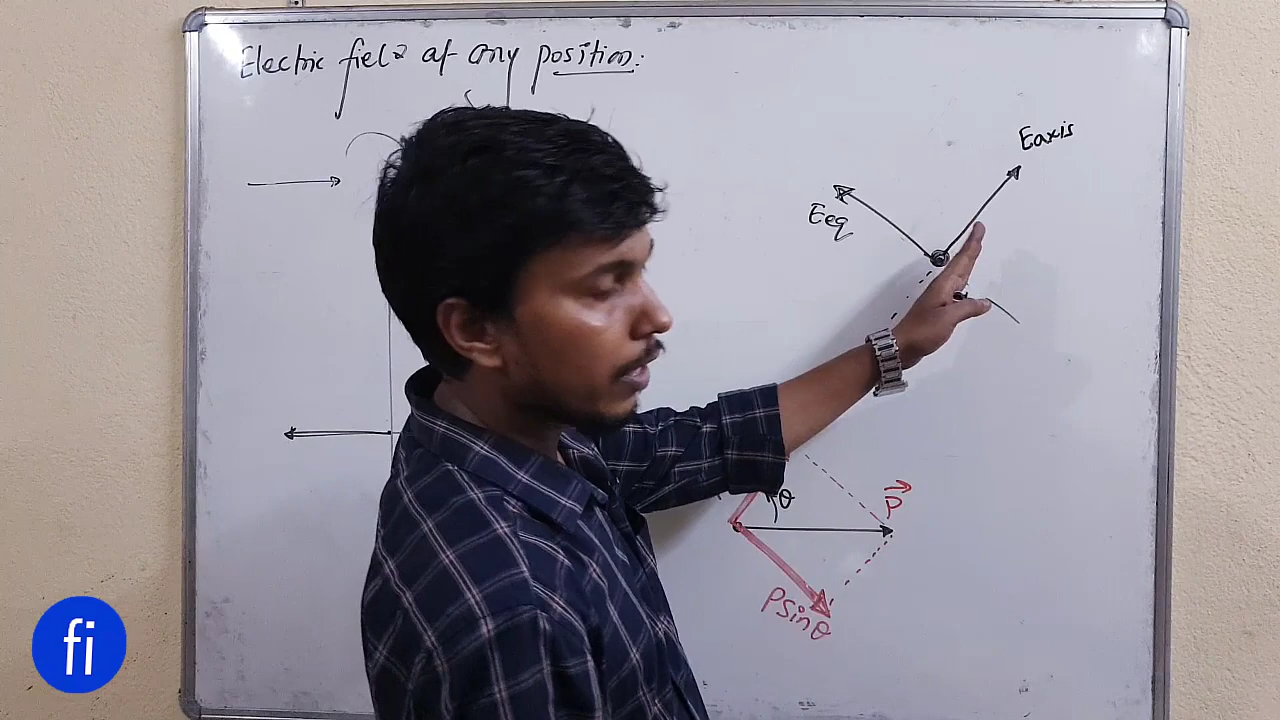 Electric field at any position:
Eaxis
Eeq
θ
P
Psinθ
fi